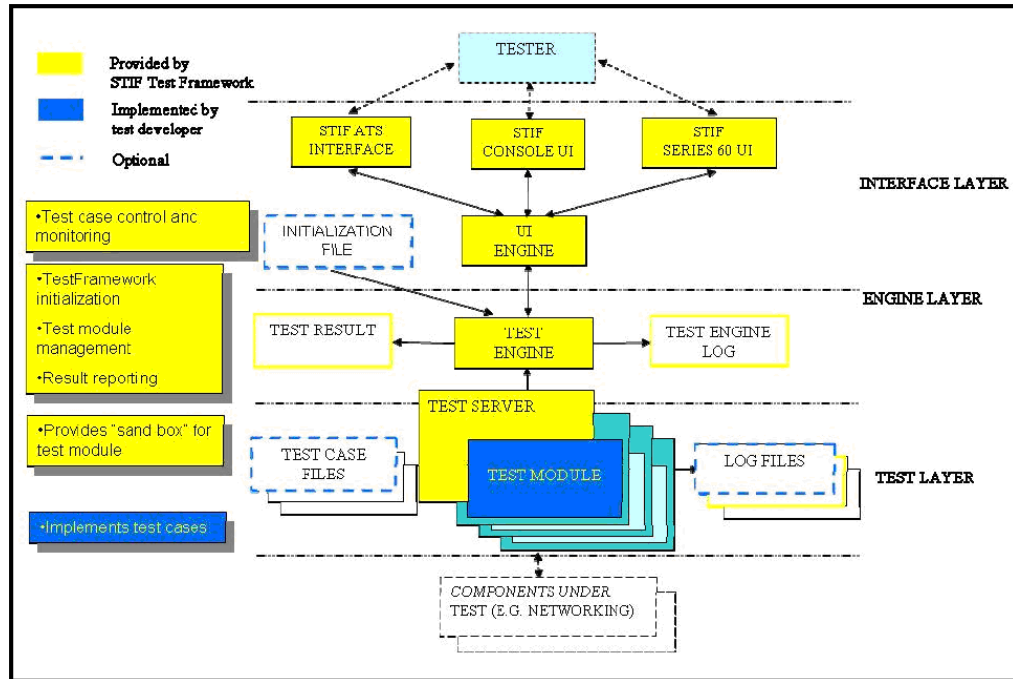 TESTER
Provided by
STIF Test Framework
Implemented by
test developer
Optional
STIF ATS
INTERFACE
STIF
CONSOLE UI
STIF
SERIES 60 UI
INTERFACE LAYER
•Test case control anc
monitoring
INITIALIZATION
FILE
UI
ENGINE
•TestFramework
initialization
•Test module
management
•Result reporting
ENGINE LAYER
TEST RESULT
TEST
ENGINE
TEST ENGINE
LOG
•Provides "sand box" for
test module
TEST SERVER
TEST CASE
FILES
TEST MODULE
LOG FILES
TEST LAYER
•Implements test cases
COMPONENTS UNDER
TEST (E.G. NETWORKING)